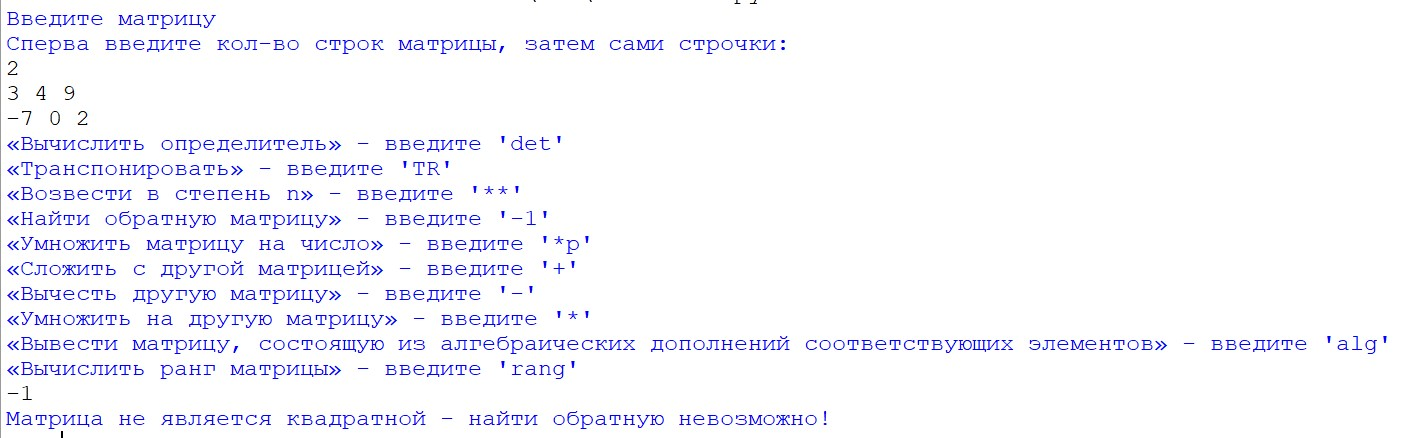 Введите матрицу
Сперва введите кол-во строк матрицы, затем сами строчки:
2
3 4 9
-7 0 2
«Вычислить определитель» - введите 'det'
«Транспонировать» - введите 'TR'
«Возвести в степень n» - введите '**'
«Найти обратную матрицу» - введите '-1'
«Умножить матрицу на число» - введите '*p'
«Сложить с другой матрицей» - введите '+'
«Вычесть другую матрицу» - введите '-'
«Умножить на другую матрицу» - введите '*'
«Вывести матрицу, состоящую из алгебраических дополнений соответствующих элементов» - введите 'alg'
«Вычислить ранг матрицы» - введите 'rang'
-1
Матрица не является квадратной - найти обратную невозможно!